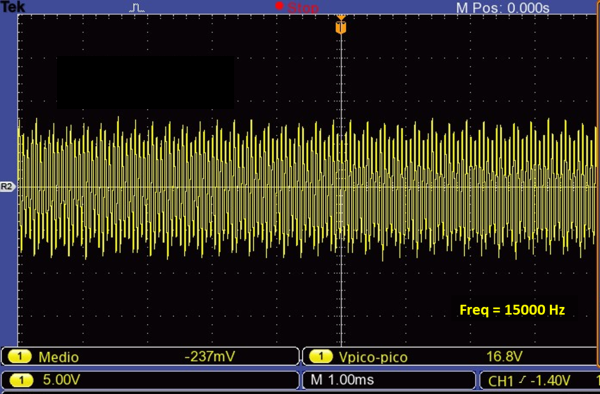 Tek
Stop
M Pos: 0.000s
T
R2
Freq = 15000 Hz
1 Medio -237mV
1 Vpico-pico 16.8V
1 5.00V
M 1.00ms
CH1 -1.40V